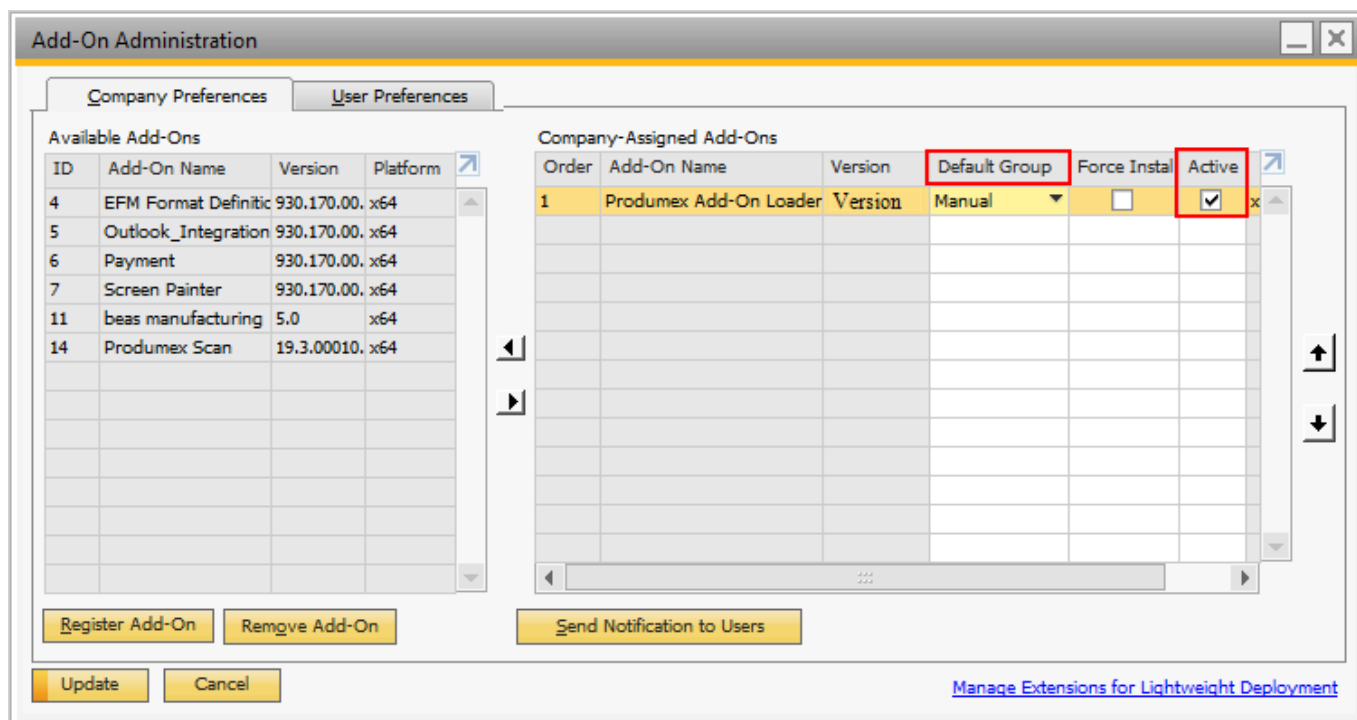 Add-On Administration
Company Preferences User Preferences
Available Add-Ons
ID Add-On Name Version Platform
4 EFM Format Definitic 930.170.00. x64
5 Outlook_Integration 930.170.00. x64
6 Payment 930.170.00. x64
7 Screen Painter 930.170.00. x64
11 beas manufacturing 5.0 x64
14 Produmex Scan 19.3.00010. x64
Company-Assigned Add-Ons
Order Add-On Name Version Default Group Force Instal Active
1 Produmex Add-On Loader Version Manual x
Register Add-On Remove Add-On Send Notification to Users
Update Cancel Manage Extensions for Lightweight Deployment